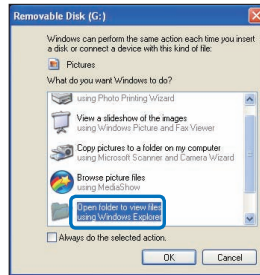 Removable Disk (G:)
Windows can perform the same action each time you insert
a disk or connect a device with this kind of file:
Pictures
What do you want Windows to do?
using Photo Printing Wizard
View a slideshow of the images
using Windows Picture and Fax Viewer
Copy pictures to a folder on my computer
using Microsoft Scanner and Camera Wizard
Browse picture files
using MediaShow
Open folder to view files
using Windows Explorer
Always do the selected action.
OK
Cancel